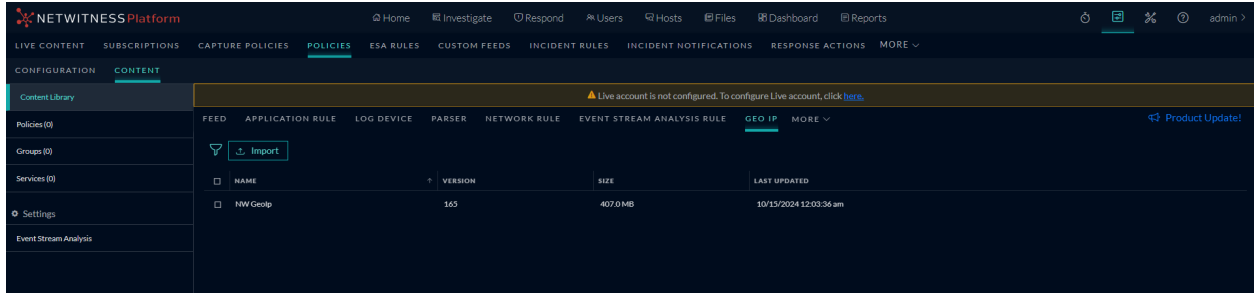 NETWITNESS Platform Home Investigate Respond Users Hosts Files Dashboard Reports admin >
LIVE CONTENT SUBSCRIPTIONS CAPTURE POLICIES POLICIES ESA RULES CUSTOM FEEDS INCIDENT RULES INCIDENT NOTIFICATIONS RESPONSE ACTIONS MORE
CONFIGURATION CONTENT
Content Library
Live account is not configured. To configure Live account, click here.
Policies (0)
FEED APPLICATION RULE LOG DEVICE PARSER NETWORK RULE EVENT STREAM ANALYSIS RULE GEO IP MORE Product Update!
Groups (0)
Import
Services (0)
NAME ↑ VERSION SIZE LAST UPDATED
NW GeoIp 165 407.0 MB 10/15/2024 12:03:36 am
Settings
Event Stream Analysis